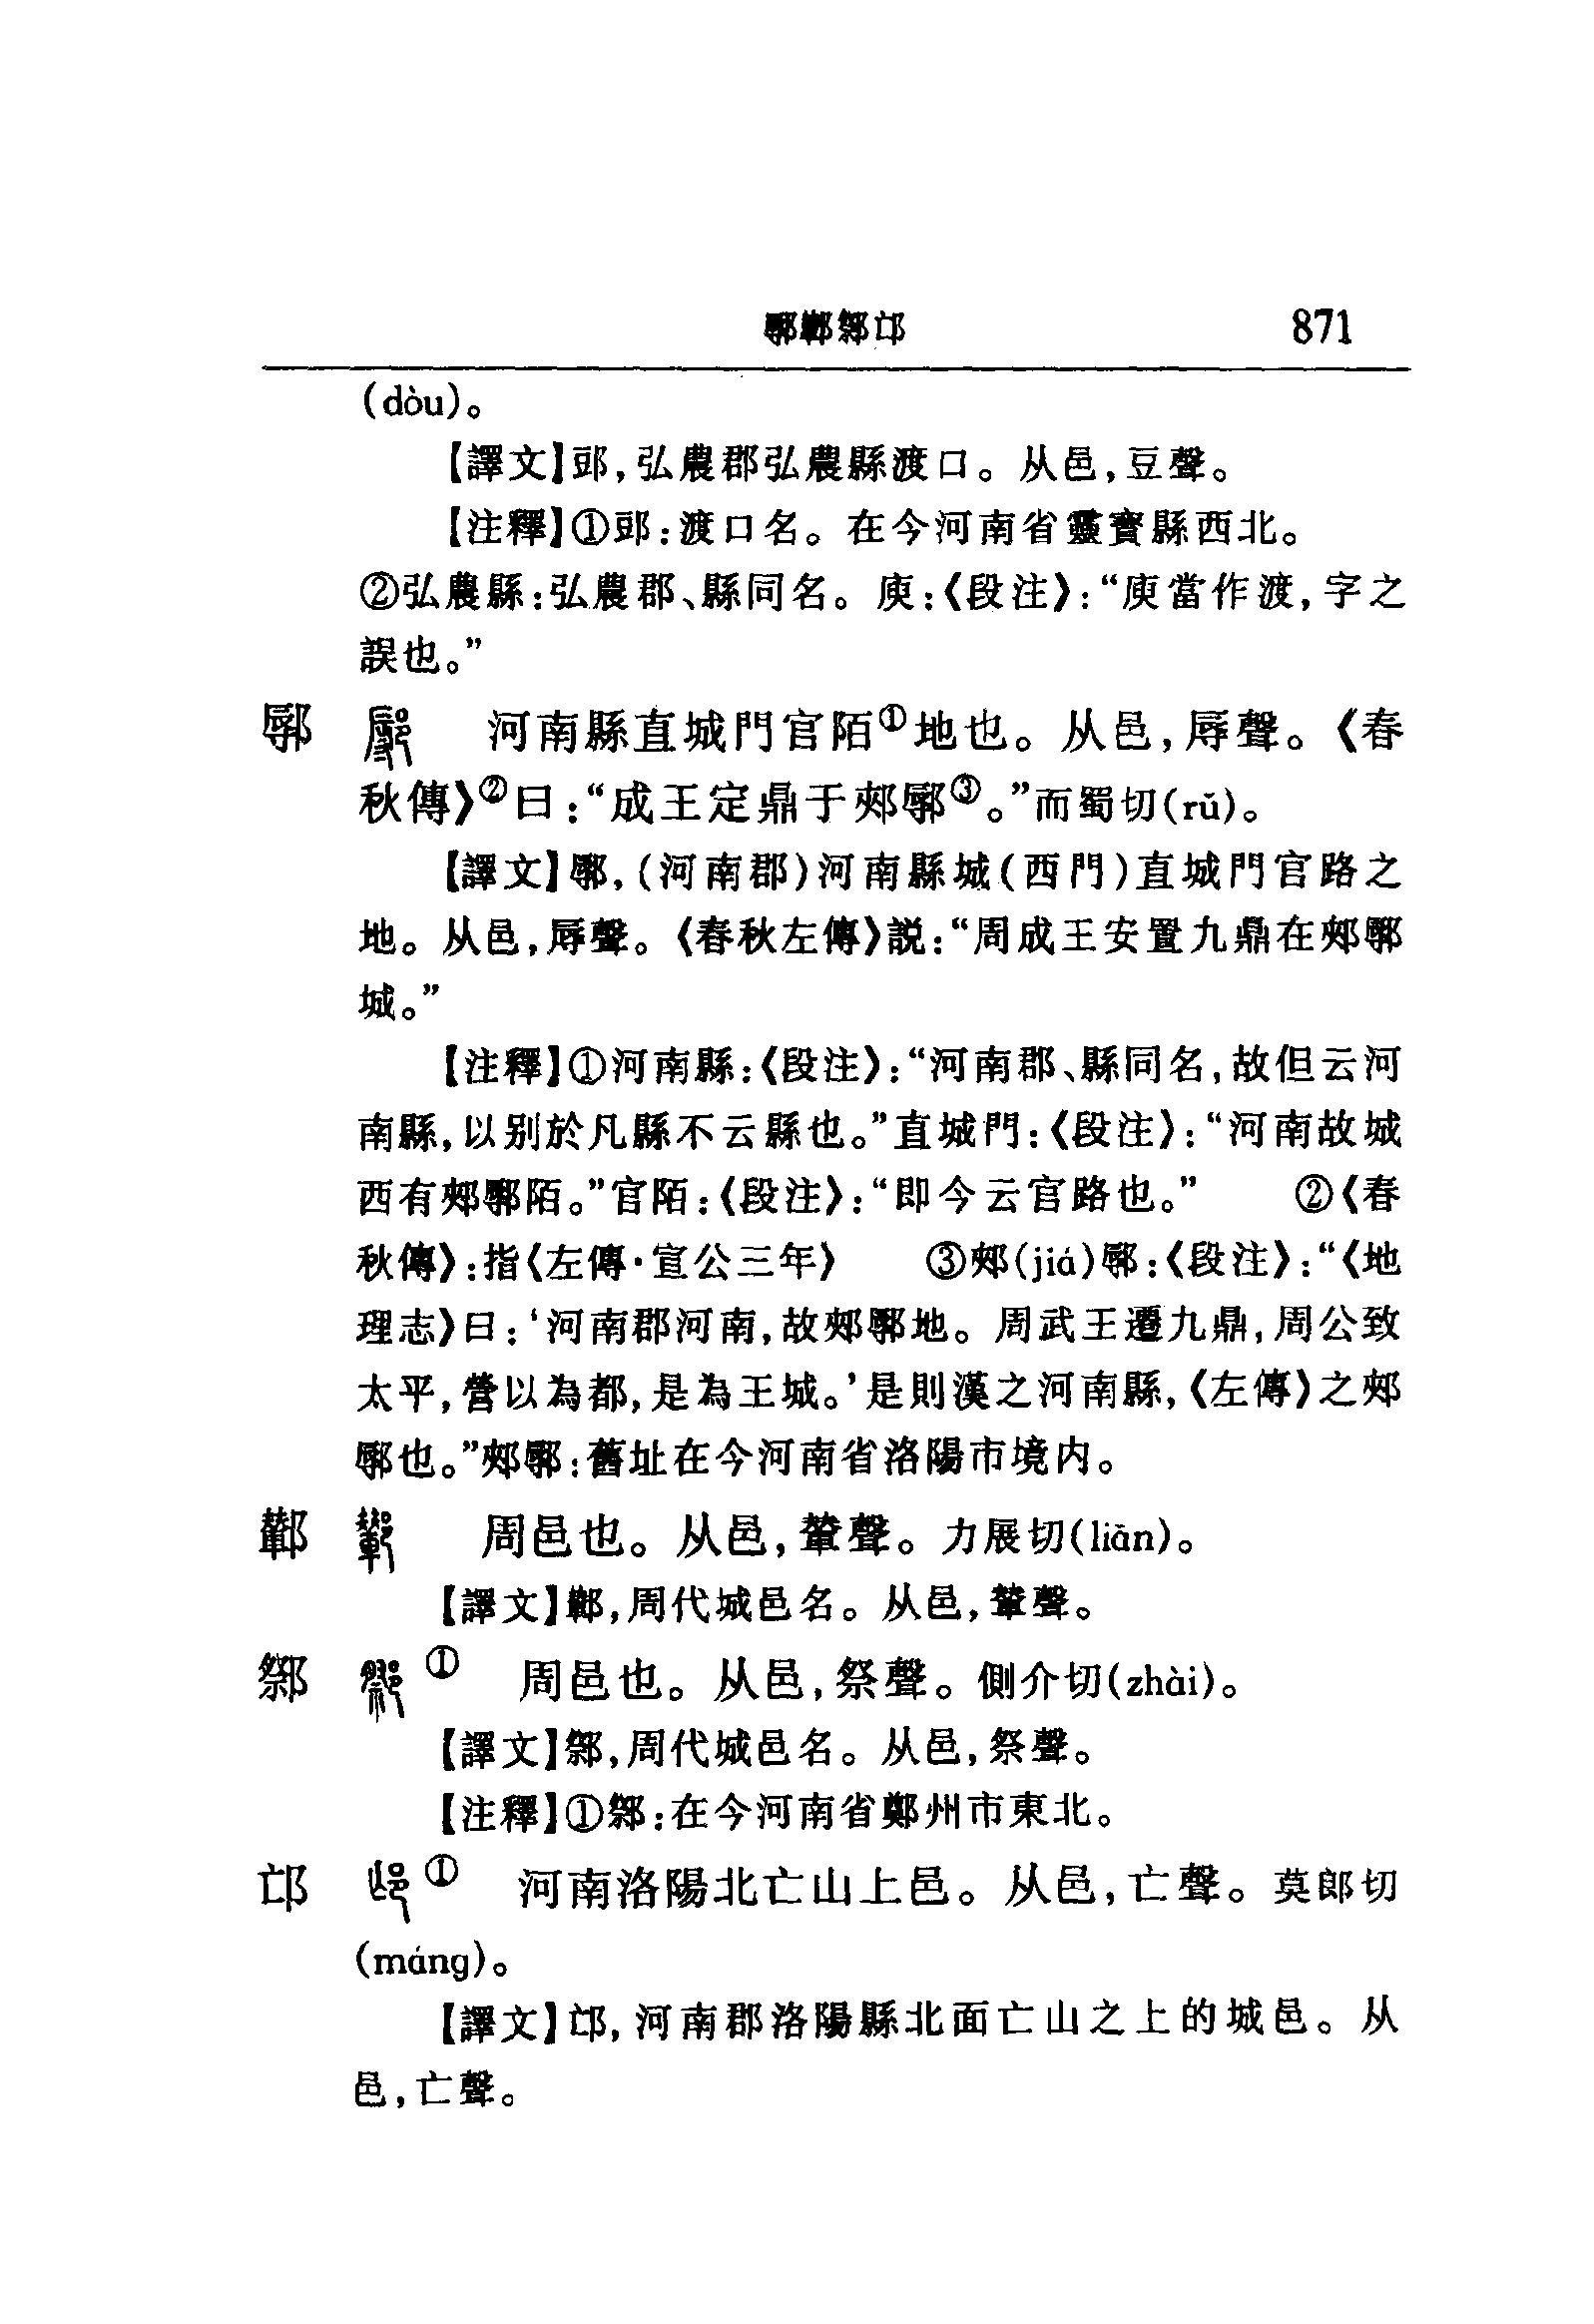 鄏𨞼鄒邙 871
(dòu)。
【譯文】郖,弘農郡弘農縣渡口。从邑,豆聲。
【注釋】①郖:渡口名。在今河南省靈寳縣西北。
②弘農縣:弘農郡、縣同名。庾:《段注》:“庾當作渡,字之
誤也。”
鄏 河南縣直城門官陌①地也。从邑,辱聲。《春
秋傳》②曰:“成王定鼎于郟鄏③。”而蜀切(rǔ)。
【譯文】鄏,(河南郡)河南縣城(西門)直城門官路之
地。从邑,辱聲。《春秋左傳》説:“周成王安置九鼎在郟鄏
城。”
【注釋】①河南縣:《段注》:“河南郡、縣同名,故但云河
南縣,以别於凡縣不云縣也。”直城門:《段注》:“河南故城
西有郟鄏陌。”官陌:《段注》:“即今云官路也。” ②《春
秋傳》:指《左傳·宣公三年》 ③郟(jiá)鄏:《段注》:“《地
理志》曰:‘河南郡河南,故郟鄏地。周武王遷九鼎,周公致
太平,營以為都,是為王城。’是則漢之河南縣,《左傳》之郟
鄏也。”郟鄏:舊址在今河南省洛陽市境内。
𨞼 周邑也。从邑,輦聲。力展切(liǎn)。
【譯文】𨞼,周代城邑名。从邑,輦聲。
鄒 周邑也。从邑,祭聲。側介切(zhài)。
【譯文】鄒,周代城邑名。从邑,祭聲。
【注釋】①鄒:在今河南省鄭州市東北。
邙 ① 河南洛陽北亡山上邑。从邑,亡聲。莫郎切
(máng)。
【譯文】邙,河南郡洛陽縣北面亡山之上的城邑。从
邑,亡聲。